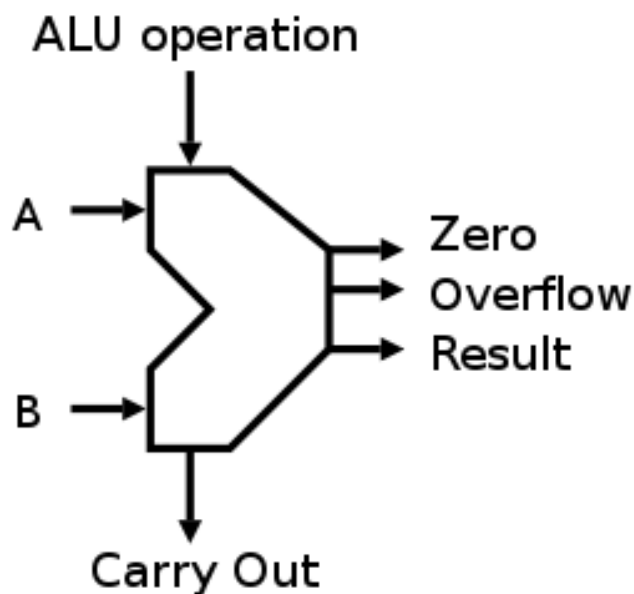 ALU operation
A
Zero
Overflow
Result
B
Carry Out